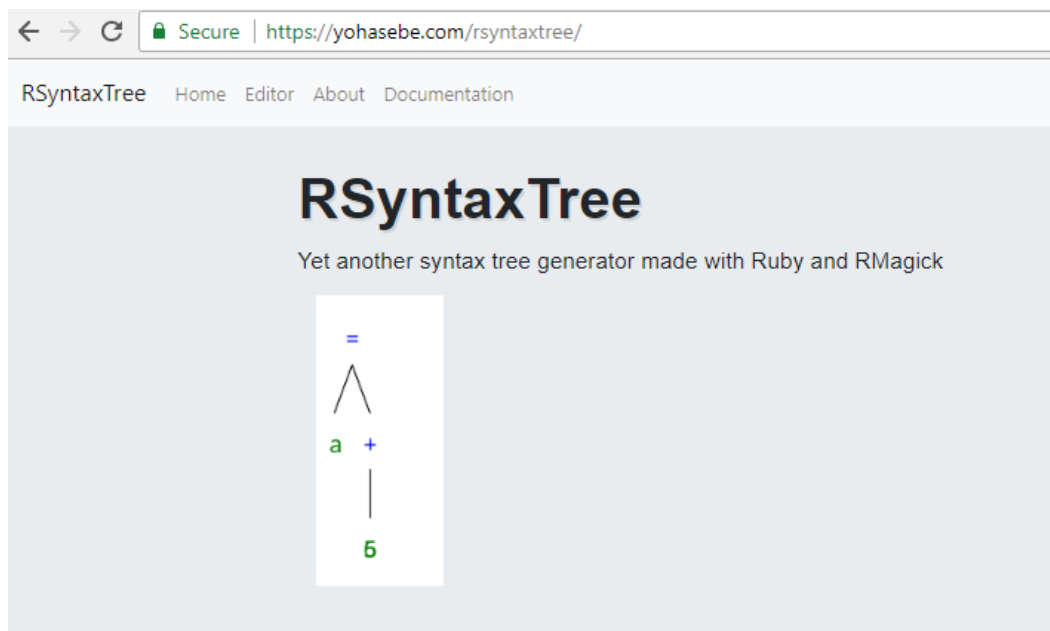 Secure | https://yohasebe.com/rsyntaxtree/
RSyntaxTree Home Editor About Documentation
RSyntaxTree
Yet another syntax tree generator made with Ruby and RMagick
=
a +